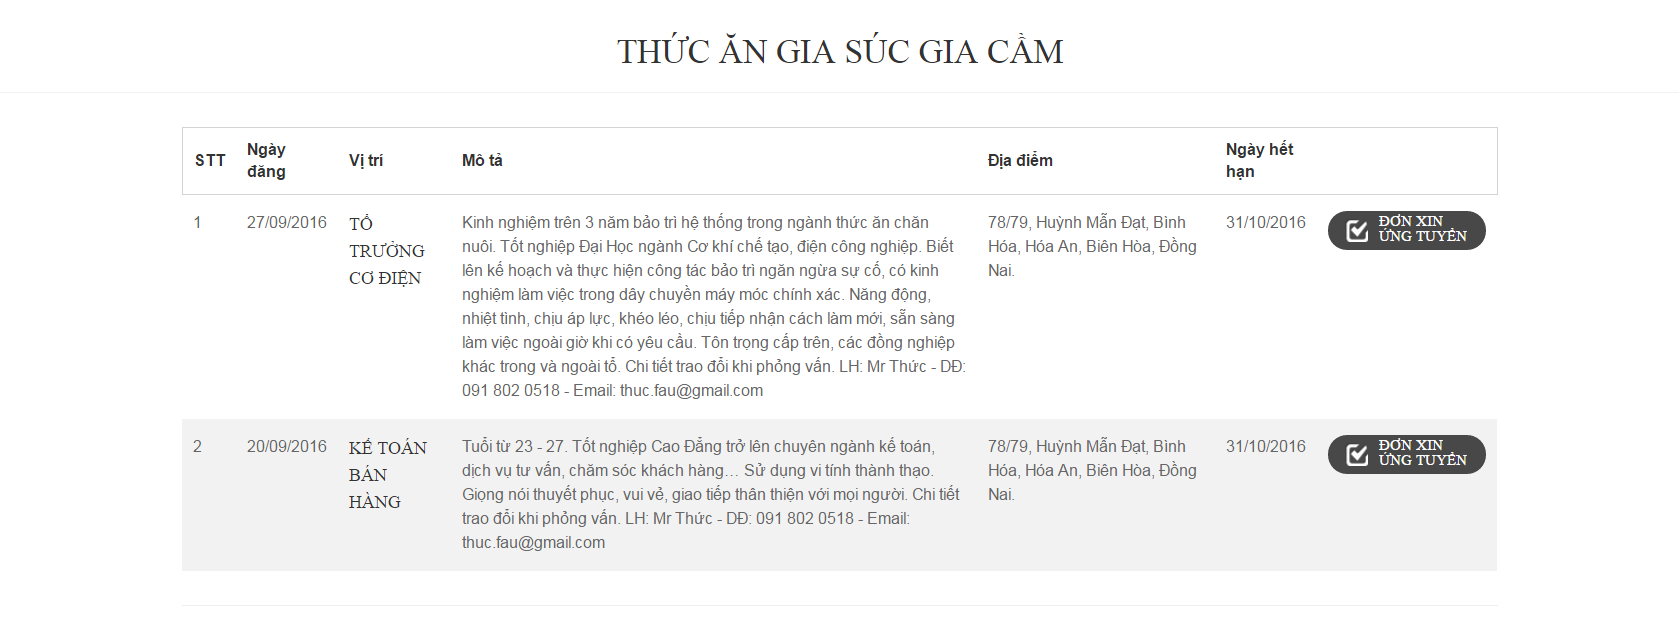 THỨC ĂN GIA SÚC GIA CẦM
STT
Ngày đăng
Vị trí
Mô tả
Địa điểm
Ngày hết hạn
1
27/09/2016
TỔ
TRƯỞNG
CƠ ĐIỆN
Kinh nghiệm trên 3 năm bảo trì hệ thống trong ngành thức ăn chăn
nuôi. Tốt nghiệp Đại Học ngành Cơ khí chế tạo, điện công nghiệp. Biết
lên kế hoạch và thực hiện công tác bảo trì ngăn ngừa sự cố, có kinh
nghiệm làm việc trong dây chuyền máy móc chính xác. Năng động,
nhiệt tình, chịu áp lực, khéo léo, chịu tiếp nhận cách làm mới, sẵn sàng
làm việc ngoài giờ khi có yêu cầu. Tôn trọng cấp trên, các đồng nghiệp
khác trong và ngoài tổ. Chi tiết trao đổi khi phỏng vấn. LH: Mr Thức - DĐ:
091 802 0518 - Email: thuc.fau@gmail.com
78/79, Huỳnh Mẫn Đạt, Bình
Hóa, Hóa An, Biên Hòa, Đồng
Nai.
31/10/2016
ĐƠN XIN
ỨNG TUYỂN
2
20/09/2016
KẾ TOÁN
BÁN
HÀNG
Tuổi từ 23 - 27. Tốt nghiệp Cao Đẳng trở lên chuyên ngành kế toán,
dịch vụ tư vấn, chăm sóc khách hàng… Sử dụng vi tính thành thạo.
Giọng nói thuyết phục, vui vẻ, giao tiếp thân thiện với mọi người. Chi tiết
trao đổi khi phỏng vấn. LH: Mr Thức - DĐ: 091 802 0518 - Email:
thuc.fau@gmail.com
78/79, Huỳnh Mẫn Đạt, Bình
Hóa, Hóa An, Biên Hòa, Đồng
Nai.
31/10/2016
ĐƠN XIN
ỨNG TUYỂN